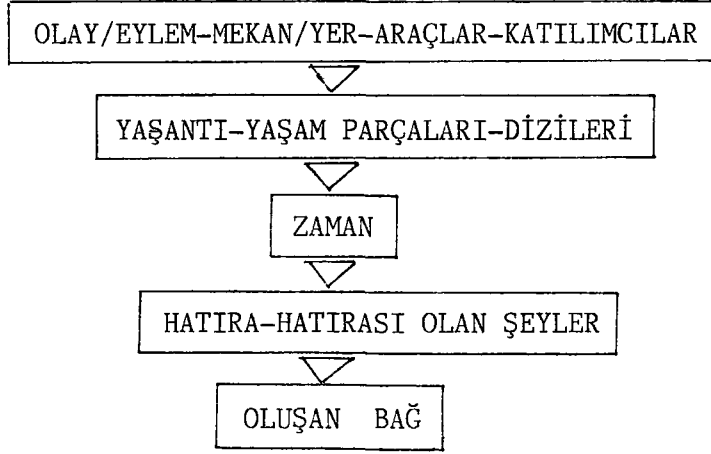 OLAY/EYLEM-MEKAN/YER-ARAÇLAR-KATILIMCILAR
YAŞANTI-YAŞAM PARÇALARI-DİZİLERİ
ZAMAN
HATIRA-HATIRASI OLAN ŞEYLER
OLUŞAN BAĞ